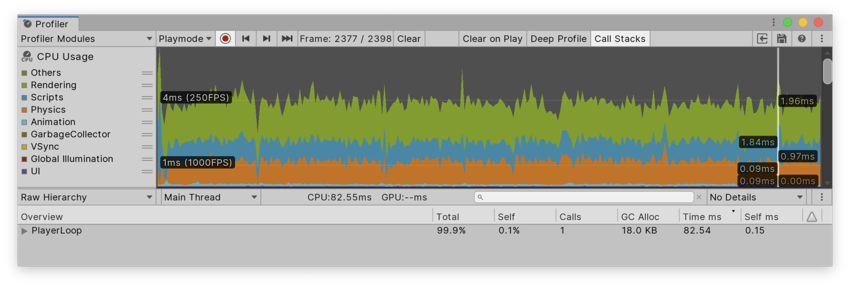 Profiler
Profiler Modules Playmode Frame: 2377 / 2398 Clear Clear on Play Deep Profile Call Stacks
CPU Usage
CPU
Others
Rendering
Scripts
Physics
Animation
GarbageCollector
VSync
Global Illumination
UI
4ms (250FPS)
1.96ms
1.84ms
1ms (1000FPS)
0.97ms
0.09ms
0.09ms 0.00ms
Raw Hierarchy Main Thread CPU:82.55ms GPU:--ms No Details
Overview Total Self Calls GC Alloc Time ms Self ms
PlayerLoop 99.9% 0.1% 1 18.0 KB 82.54 0.15